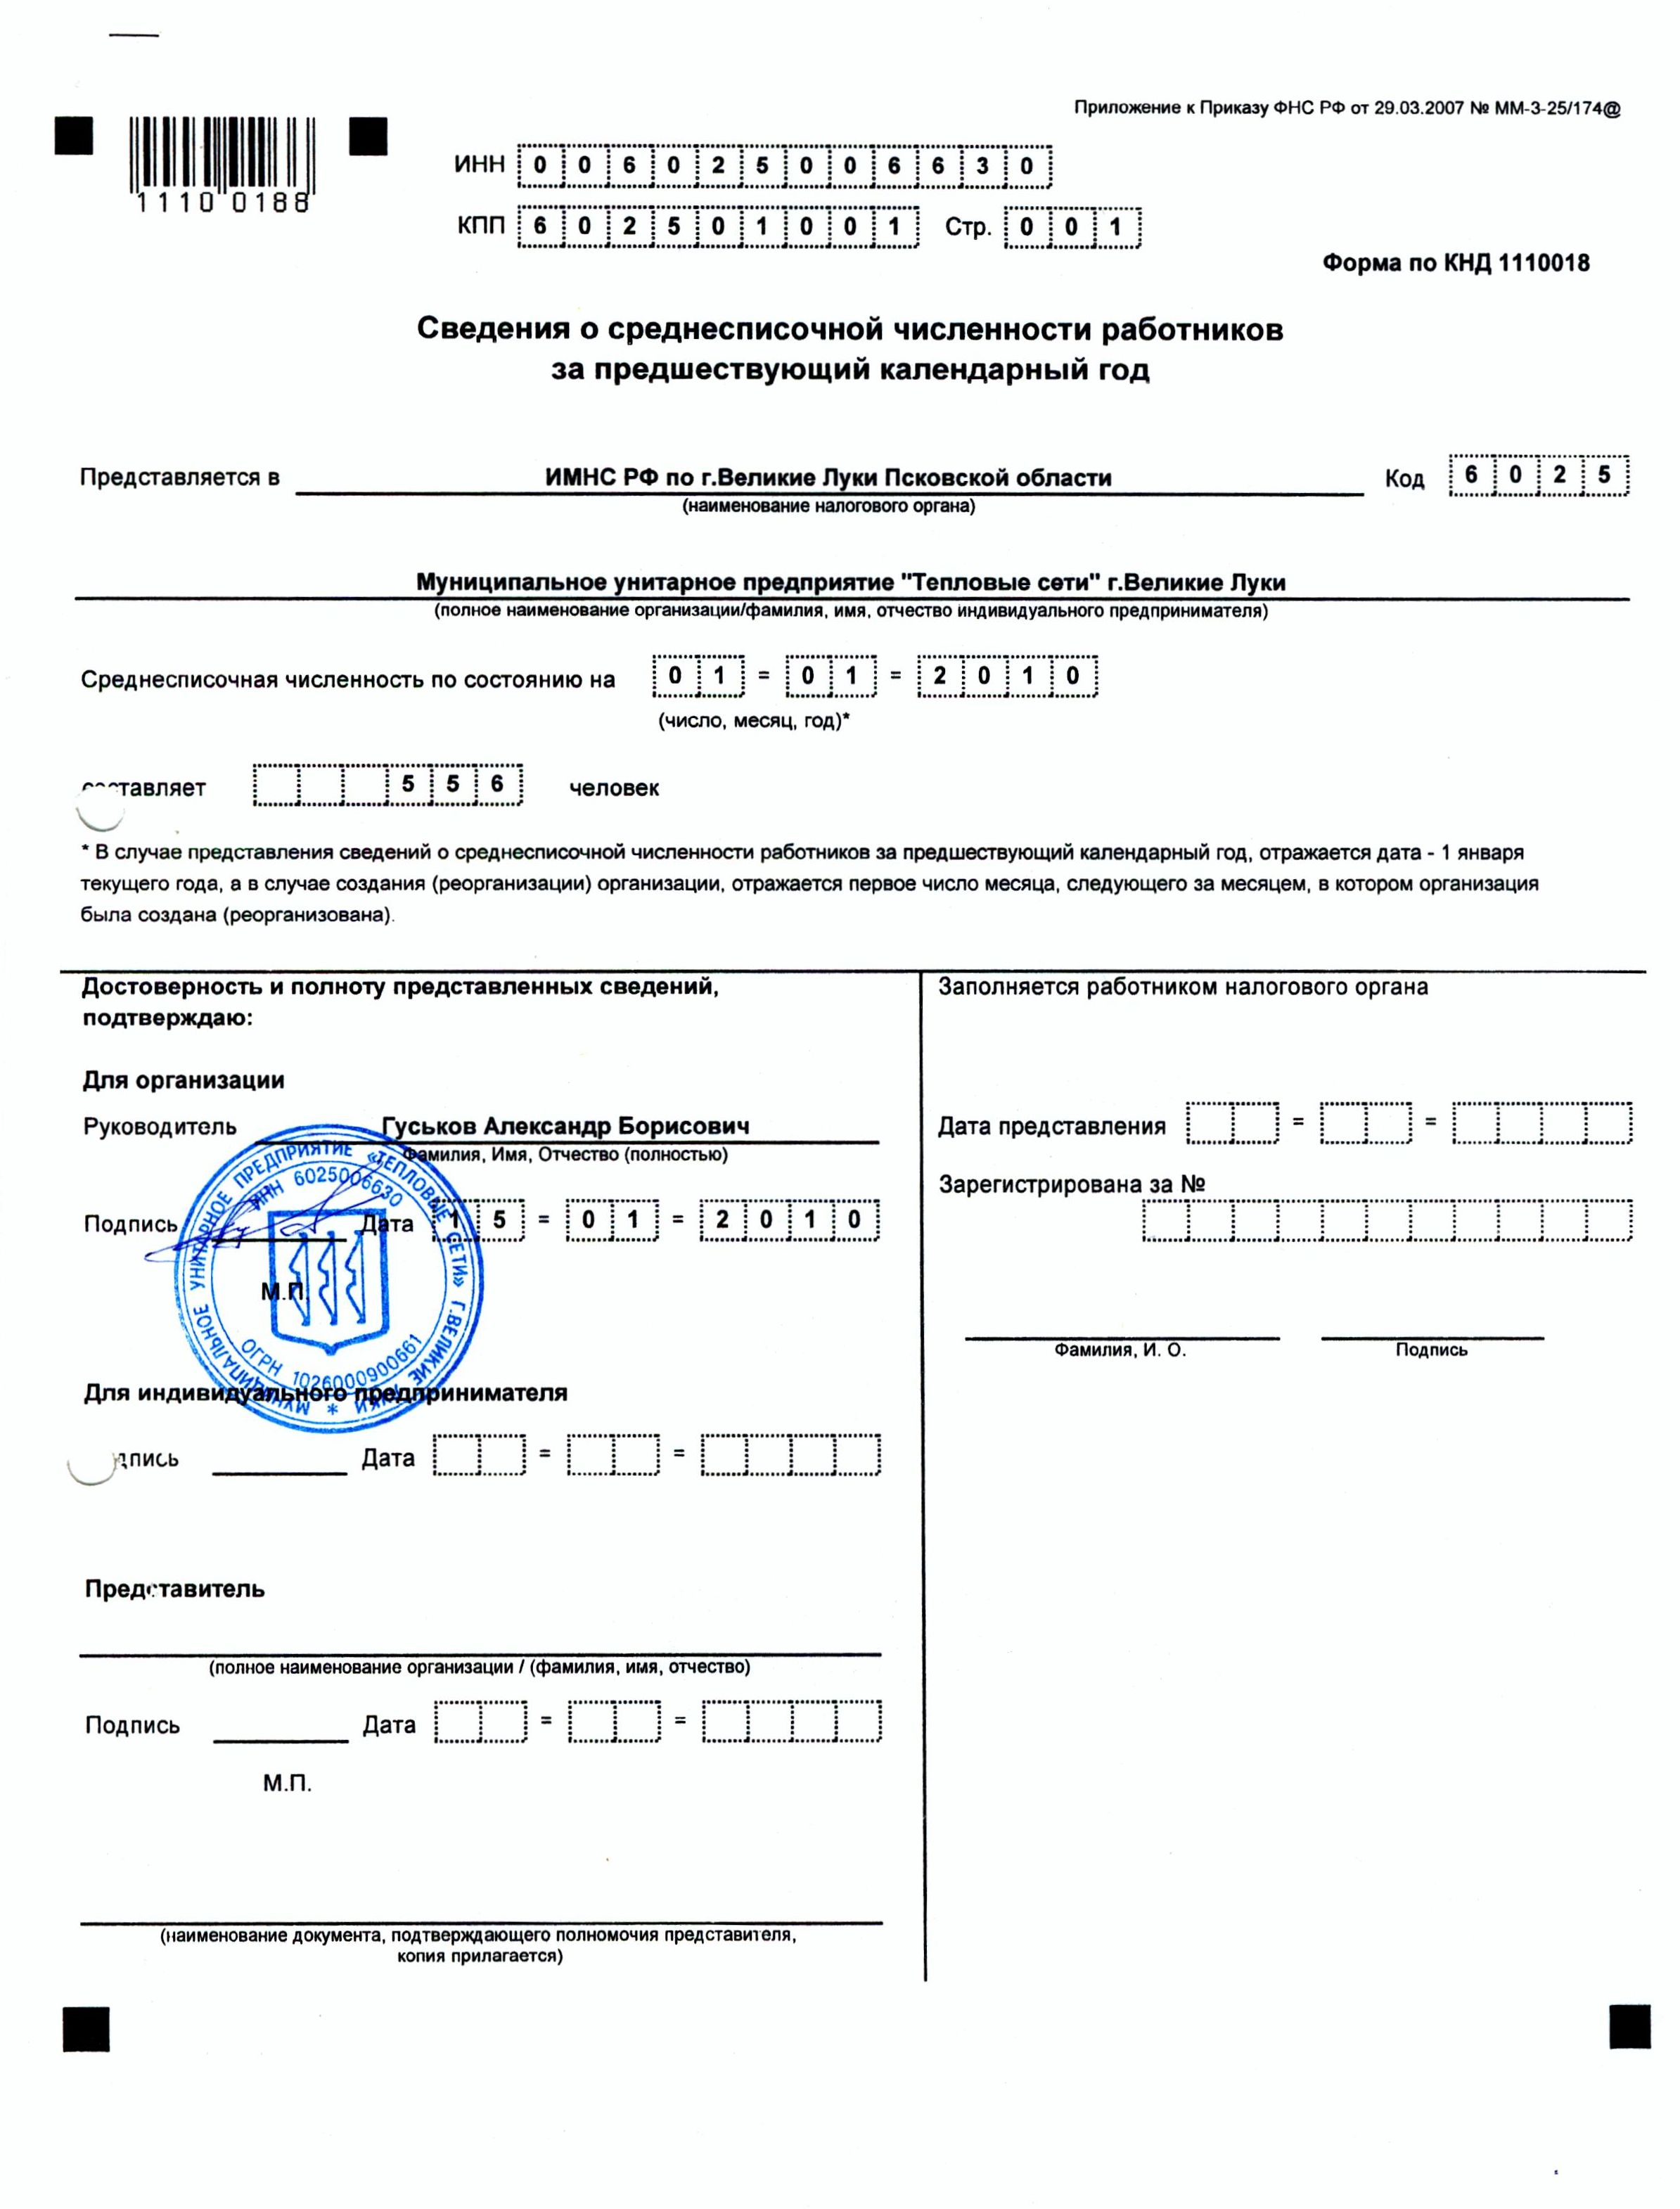 Приложение к Приказу ФНС РФ от 29.03.2007 № ММ-3-25/174@
1110 0188
ИНН 006025006630
КПП 602501001 Стр. 001
Форма по КНД 1110018
Сведения о среднесписочной численности работников
за предшествующий календарный год
Представляется в ИМНС РФ по г.Великие Луки Псковской области Код 6025
(наименование налогового органа)
Муниципальное унитарное предприятие "Тепловые сети" г.Великие Луки
(полное наименование организации/фамилия, имя, отчество индивидуального предпринимателя)
Среднесписочная численность по состоянию на 01 = 01 = 2010
(число, месяц, год)*
составляет 556 человек
* В случае представления сведений о среднесписочной численности работников за предшествующий календарный год, отражается дата - 1 января
текущего года, а в случае создания (реорганизации) организации, отражается первое число месяца, следующего за месяцем, в котором организация
была создана (реорганизована).
Достоверность и полноту представленных сведений,
подтверждаю:
Для организации
Руководитель Гуськов Александр Борисович
Фамилия, Имя, Отчество (полностью)
Подпись Дата 15 = 01 = 2010
М.П.
МУНИЦИПАЛЬНОЕ УНИТАРНОЕ ПРЕДПРИЯТИЕ «ТЕПЛОВЫЕ СЕТИ» Г.ВЕЛИКИЕ ЛУКИ *
ИНН 6025006630
ОГРН 1026000900661
Для индивидуального предпринимателя
дпись Дата = =
Представитель
(полное наименование организации / (фамилия, имя, отчество)
Подпись Дата = =
М.П.
(наименование документа, подтверждающего полномочия представителя,
копия прилагается)
Заполняется работником налогового органа
Дата представления = =
Зарегистрирована за №
Фамилия, И. О. Подпись